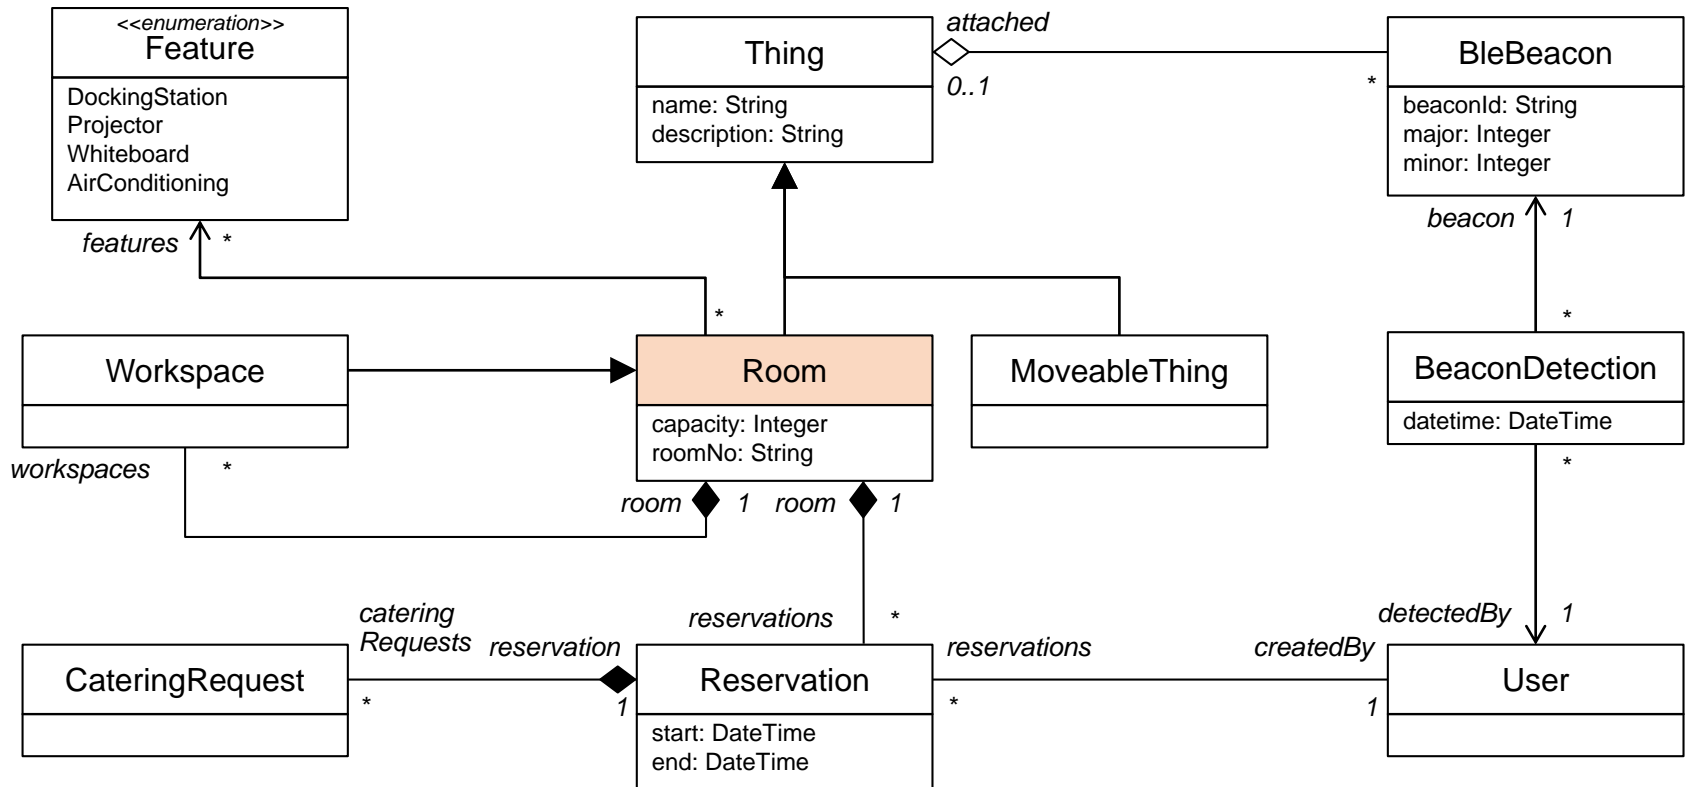 <<enumeration>>
Feature
DockingStation
Projector
Whiteboard
AirConditioning
features
*
Thing
name: String
description: String
attached
0..1
*
BleBeacon
beaconId: String
major: Integer
minor: Integer
beacon
1
*
Workspace
workspaces
*
*
Room
capacity: Integer
roomNo: String
room
1
room
1
MoveableThing
BeaconDetection
datetime: DateTime
*
detectedBy
1
catering
Requests
reservation
*
1
CateringRequest
reservations
*
Reservation
start: DateTime
end: DateTime
reservations
*
createdBy
1
User